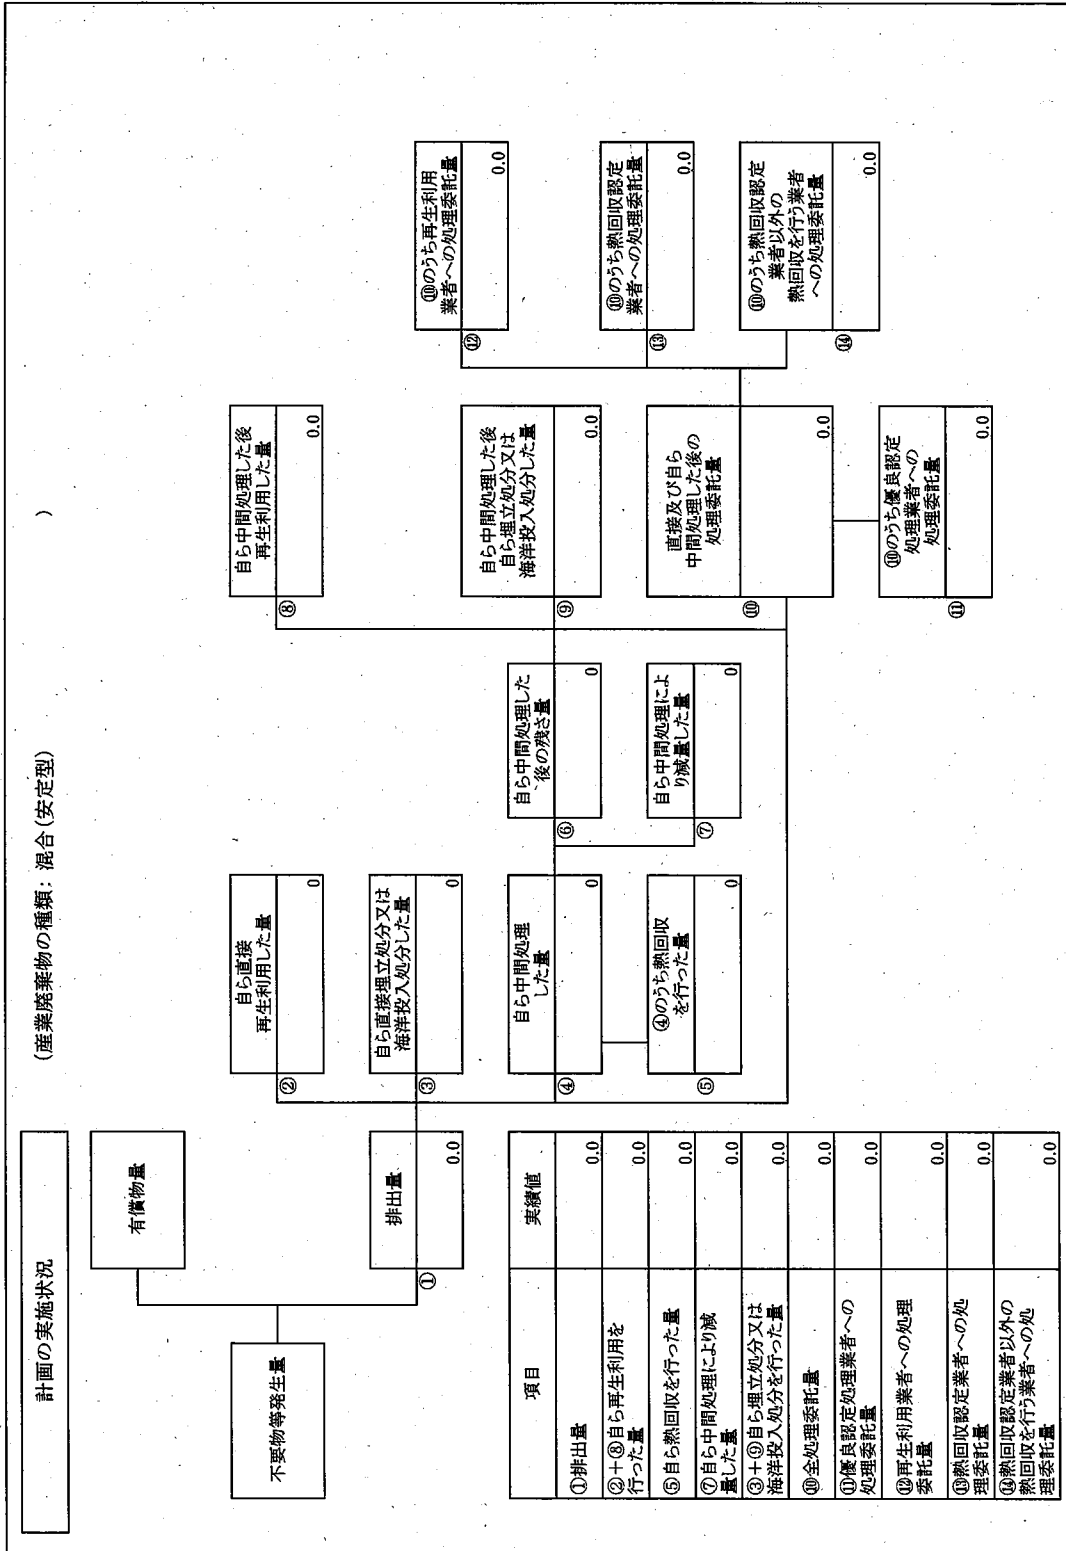 計画の実施状況
(産業廃棄物の種類: 混合(安定型)
)
不要物等発生量
有償物量
①
排出量
0.0
②
自ら直接
再生利用した量
0
③
自ら直接埋立処分又は
海洋投入処分した量
0
④
自ら中間処理
した量
0
⑤
④のうち熱回収
を行った量
0
⑥
自ら中間処理した
後の残さ量
0
⑦
自ら中間処理によ
り減量した量
0
⑧
自ら中間処理した後
再生利用した量
0.0
⑨
自ら中間処理した後
自ら埋立処分又は
海洋投入処分した量
0.0
⑩
直接及び自ら
中間処理した後の
処理委託量
0.0
⑪
⑩のうち優良認定
処理業者への
処理委託量
0.0
⑫
⑩のうち再生利用
業者への処理委託量
0.0
⑬
⑩のうち熱回収認定
業者への処理委託量
0.0
⑭
⑩のうち熱回収認定
業者以外の
熱回収を行う業者
への処理委託量
0.0
項目
実績値
①排出量
0.0
②+⑧自ら再生利用を
行った量
0.0
⑤自ら熱回収を行った量
0.0
⑦自ら中間処理により減
量した量
0.0
③+⑨自ら埋立処分又は
海洋投入処分を行った量
0.0
⑩全処理委託量
0.0
⑪優良認定処理業者への
処理委託量
0.0
⑫再生利用業者への処理
委託量
0.0
⑬熱回収認定業者への処
理委託量
0.0
⑭熱回収認定業者以外の
熱回収を行う業者への処
理委託量
0.0